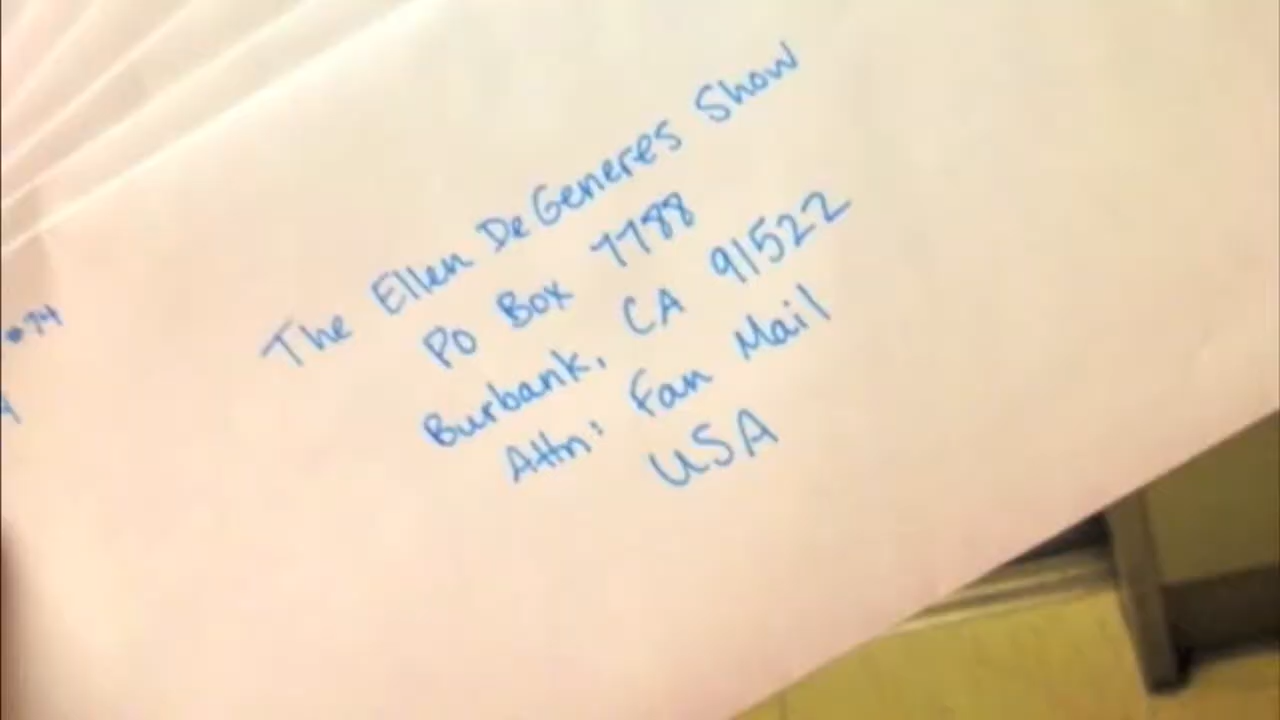 The Ellen DeGeneres Show
PO Box 7788
Burbank, CA 91522
Attn: Fan Mail
USA